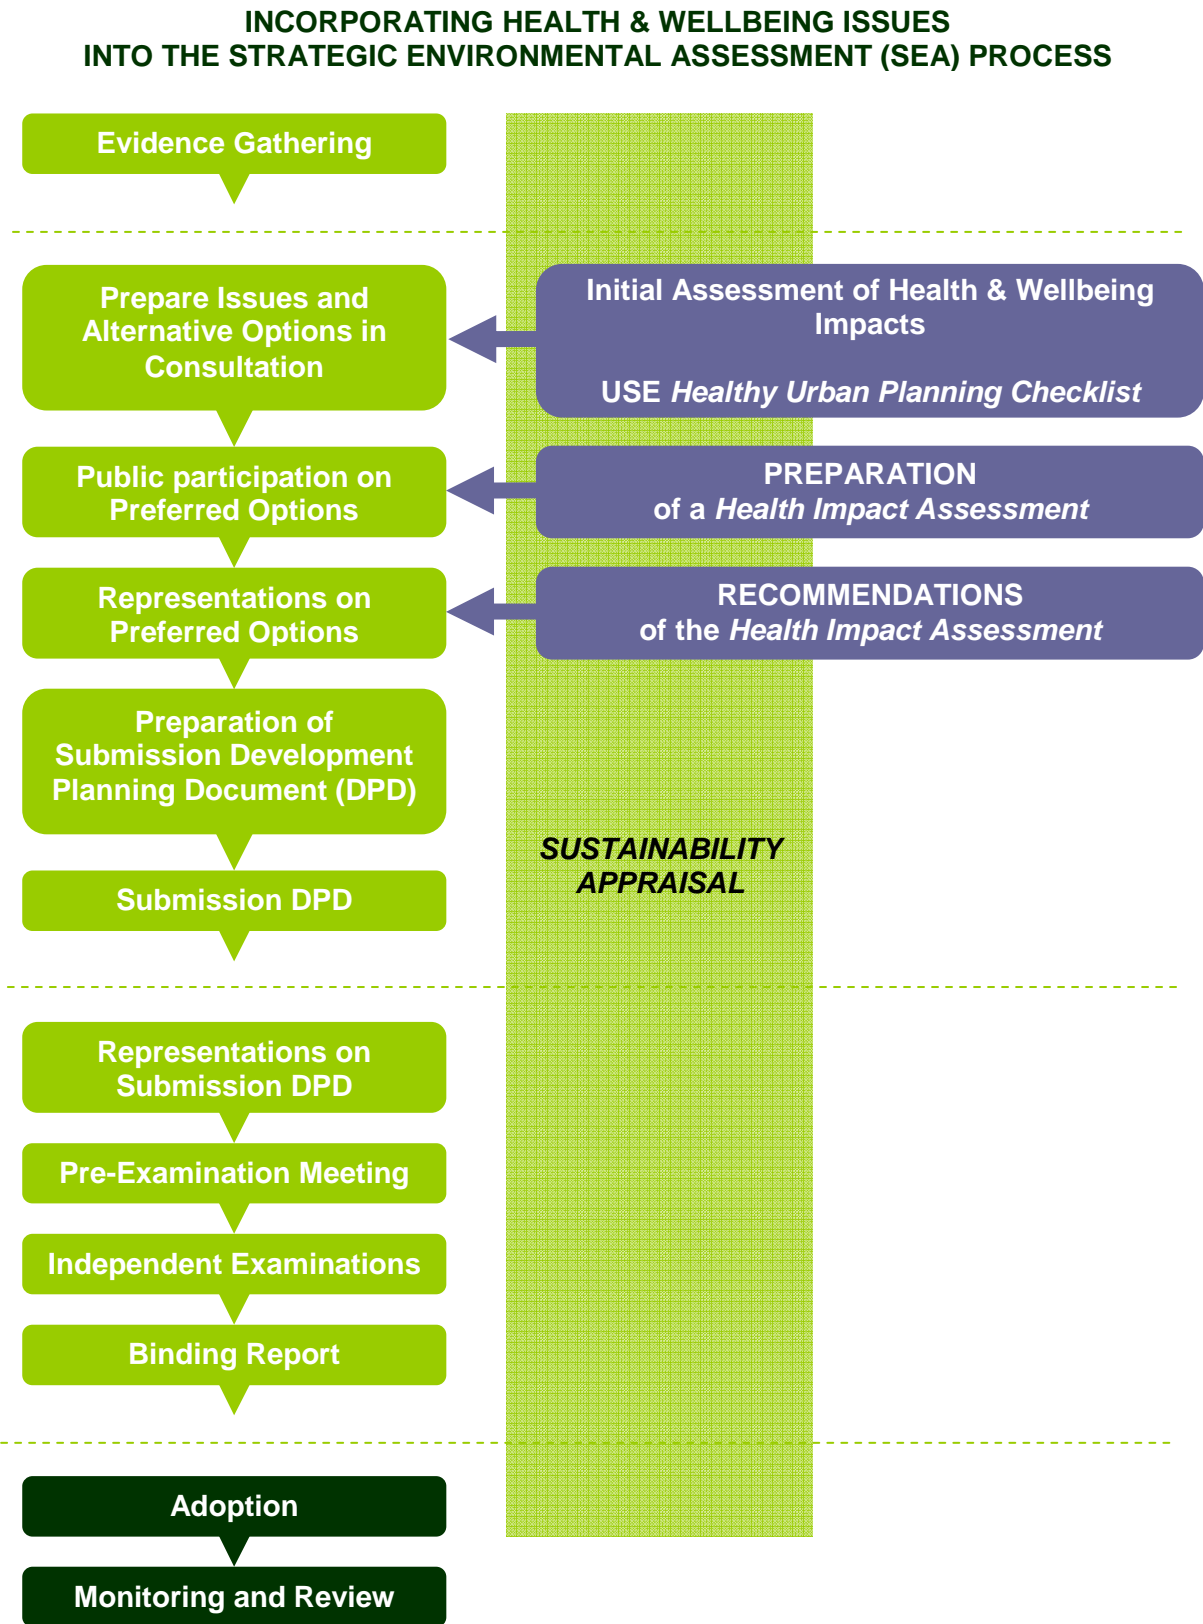 INCORPORATING HEALTH & WELLBEING ISSUES
INTO THE STRATEGIC ENVIRONMENTAL ASSESSMENT (SEA) PROCESS
Evidence Gathering
Prepare Issues and
Alternative Options in
Consultation
Initial Assessment of Health & Wellbeing
Impacts
USE Healthy Urban Planning Checklist
Public participation on
Preferred Options
PREPARATION
of a Health Impact Assessment
Representations on
Preferred Options
RECOMMENDATIONS
of the Health Impact Assessment
Preparation of
Submission Development
Planning Document (DPD)
SUSTAINABILITY
APPRAISAL
Submission DPD
Representations on
Submission DPD
Pre-Examination Meeting
Independent Examinations
Binding Report
Adoption
Monitoring and Review